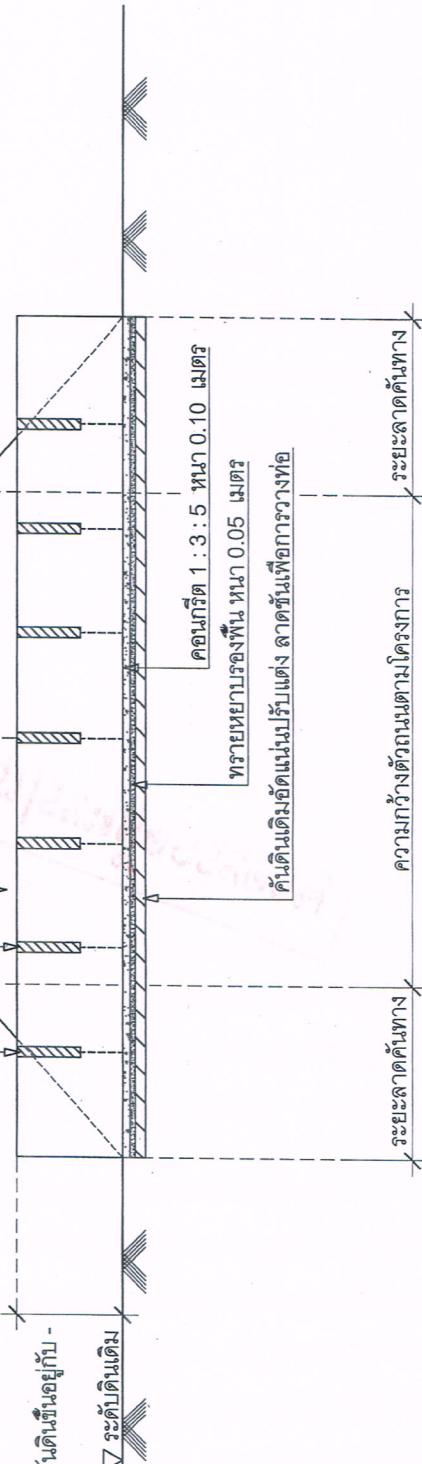 นดินขึ้นอยู่กับ -
ระดับดินเดิม
คอนกรีต 1 : 3 : 5 หนา 0.10 เมตร
ทรายหยาบรองพื้น หนา 0.05 เมตร
คันดินเดิมอัดแน่นปรับแต่ง ลาดชันเพื่อการวางท่อ
ระยะลาดคันทาง
ความกว้างตัวถนนตามโครงการ
ระยะลาดคันทาง